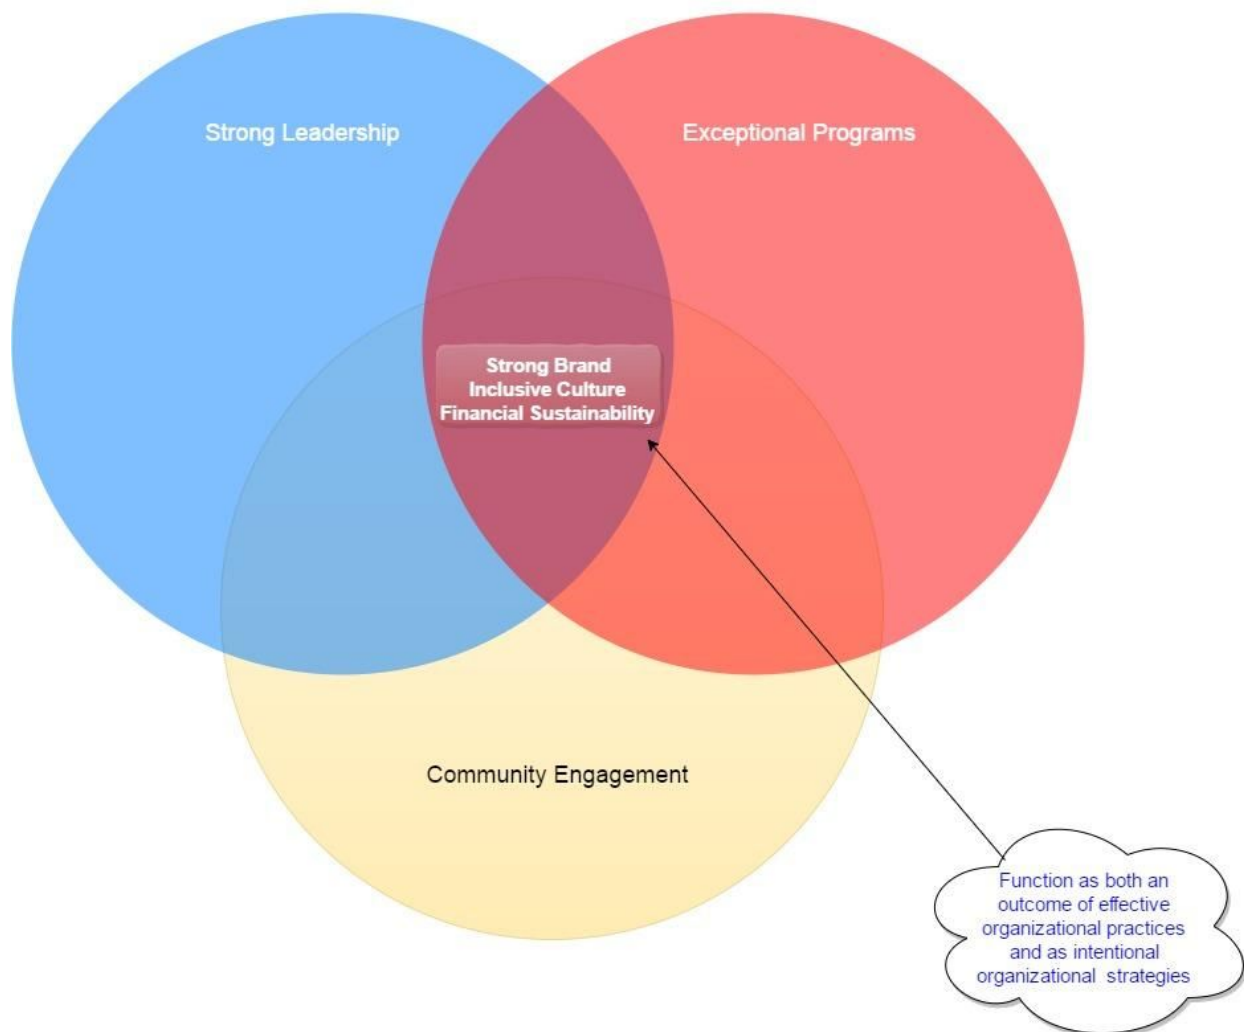 Strong Leadership
Exceptional Programs
Strong Brand
Inclusive Culture
Financial Sustainability
Community Engagement
Function as both an
outcome of effective
organizational practices
and as intentional
organizational strategies